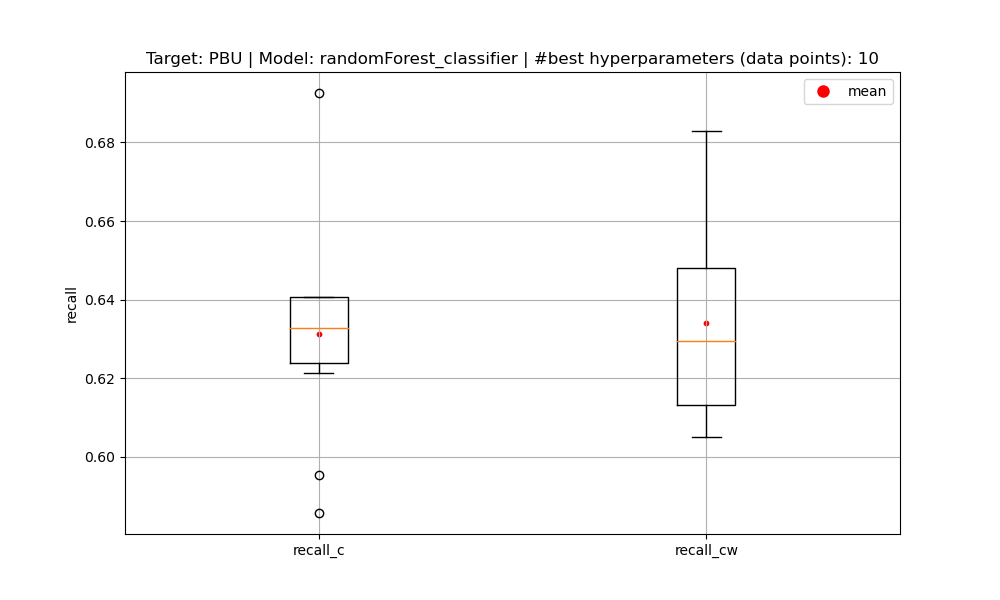 Target: PBU | Model: randomForest_classifier | #best hyperparameters (data points): 10
mean
0.68
0.66
0.64
0.62
0.60
recall
recall_c
recall_cw